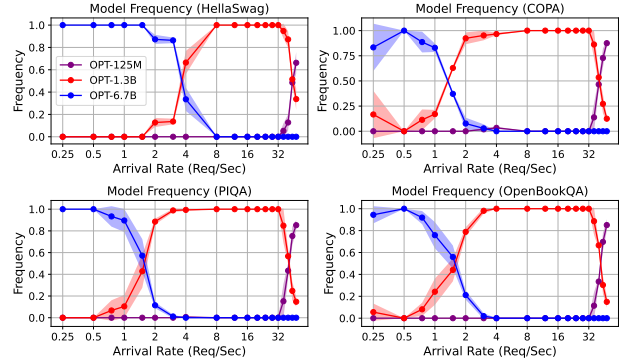 Model Frequency (HellaSwag)
Frequency
1.0
0.8
0.6
0.4
0.2
0.0
OPT-125M
OPT-1.3B
OPT-6.7B
0.25 0.5 1 2 4 8 16 32
Arrival Rate (Req/Sec)
Model Frequency (COPA)
Frequency
1.00
0.75
0.50
0.25
0.00
0.25 0.5 1 2 4 8 16 32
Arrival Rate (Req/Sec)
Model Frequency (PIQA)
Frequency
1.0
0.8
0.6
0.4
0.2
0.0
0.25 0.5 1 2 4 8 16 32
Arrival Rate (Req/Sec)
Model Frequency (OpenBookQA)
Frequency
1.0
0.8
0.6
0.4
0.2
0.0
0.25 0.5 1 2 4 8 16 32
Arrival Rate (Req/Sec)